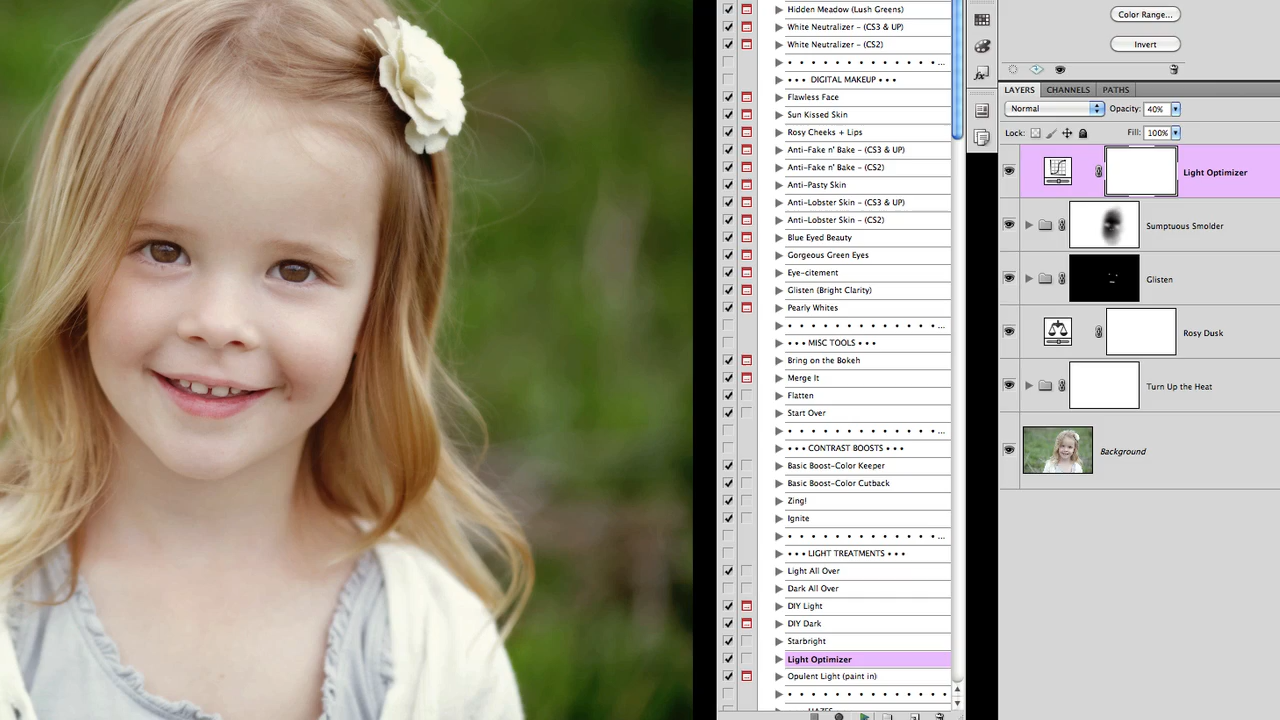 Hidden Meadow (Lush Greens)
White Neutralizer - (CS3 & UP)
White Neutralizer - (CS2)
• • • • • • • • • • • • • ...
• • • DIGITAL MAKEUP • • •
Flawless Face
Sun Kissed Skin
Rosy Cheeks + Lips
Anti-Fake n' Bake - (CS3 & UP)
Anti-Fake n' Bake - (CS2)
Anti-Pasty Skin
Anti-Lobster Skin - (CS3 & UP)
Anti-Lobster Skin - (CS2)
Blue Eyed Beauty
Gorgeous Green Eyes
Eye-citement
Glisten (Bright Clarity)
Pearly Whites
• • • • • • • • • • • • • ...
• • • MISC TOOLS • • •
Bring on the Bokeh
Merge It
Flatten
Start Over
• • • • • • • • • • • • • ...
• • • CONTRAST BOOSTS • • •
Basic Boost-Color Keeper
Basic Boost-Color Cutback
Zing!
Ignite
• • • • • • • • • • • • • ...
• • • LIGHT TREATMENTS • • •
Light All Over
Dark All Over
DIY Light
DIY Dark
Starbright
Light Optimizer
Opulent Light (paint in)
• • • • • • • • • • • • • •
Color Range...
Invert
LAYERS CHANNELS PATHS
Normal Opacity: 40%
Lock: Fill: 100%
Light Optimizer
Sumptuous Smolder
Glisten
Rosy Dusk
Turn Up the Heat
Background
fx